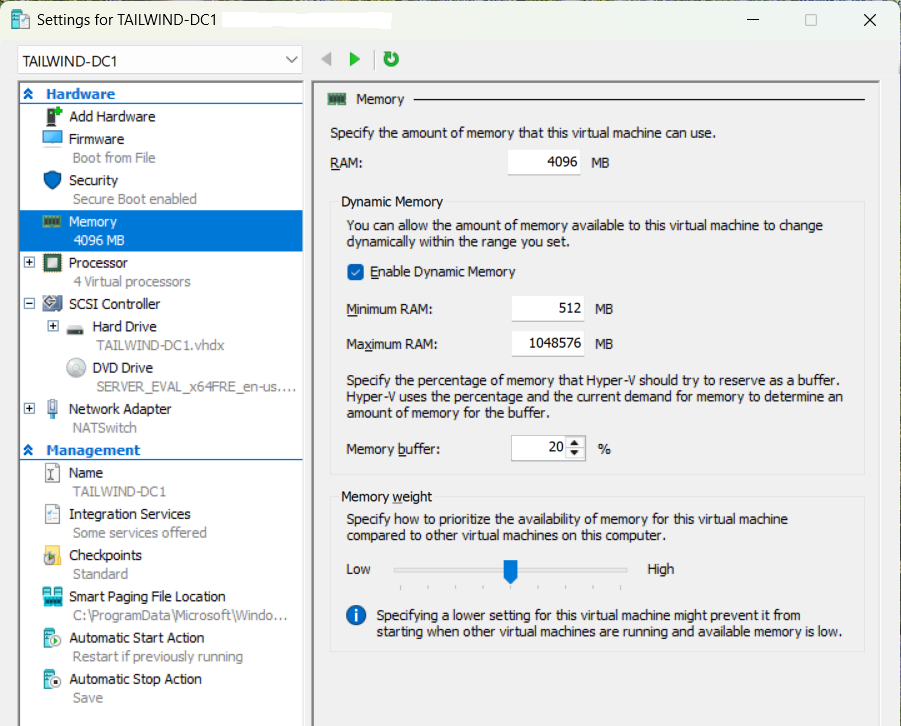 Settings for TAILWIND-DC1
TAILWIND-DC1
Hardware
Add Hardware
Firmware
Boot from File
Security
Secure Boot enabled
Memory
4096 MB
Processor
4 Virtual processors
SCSI Controller
Hard Drive
TAILWIND-DC1.vhdx
DVD Drive
SERVER_EVAL_x64FRE_en-us....
Network Adapter
NATSwitch
Management
Name
TAILWIND-DC1
Integration Services
Some services offered
Checkpoints
Standard
Smart Paging File Location
C:\ProgramData\Microsoft\Windo...
Automatic Start Action
Restart if previously running
Automatic Stop Action
Save
Memory
Specify the amount of memory that this virtual machine can use.
RAM: 4096 MB
Dynamic Memory
You can allow the amount of memory available to this virtual machine to change
dynamically within the range you set.
Enable Dynamic Memory
Minimum RAM: 512 MB
Maximum RAM: 1048576 MB
Specify the percentage of memory that Hyper-V should try to reserve as a buffer.
Hyper-V uses the percentage and the current demand for memory to determine an
amount of memory for the buffer.
Memory buffer: 20 %
Memory weight
Specify how to prioritize the availability of memory for this virtual machine
compared to other virtual machines on this computer.
Low High
Specifying a lower setting for this virtual machine might prevent it from
starting when other virtual machines are running and available memory is low.